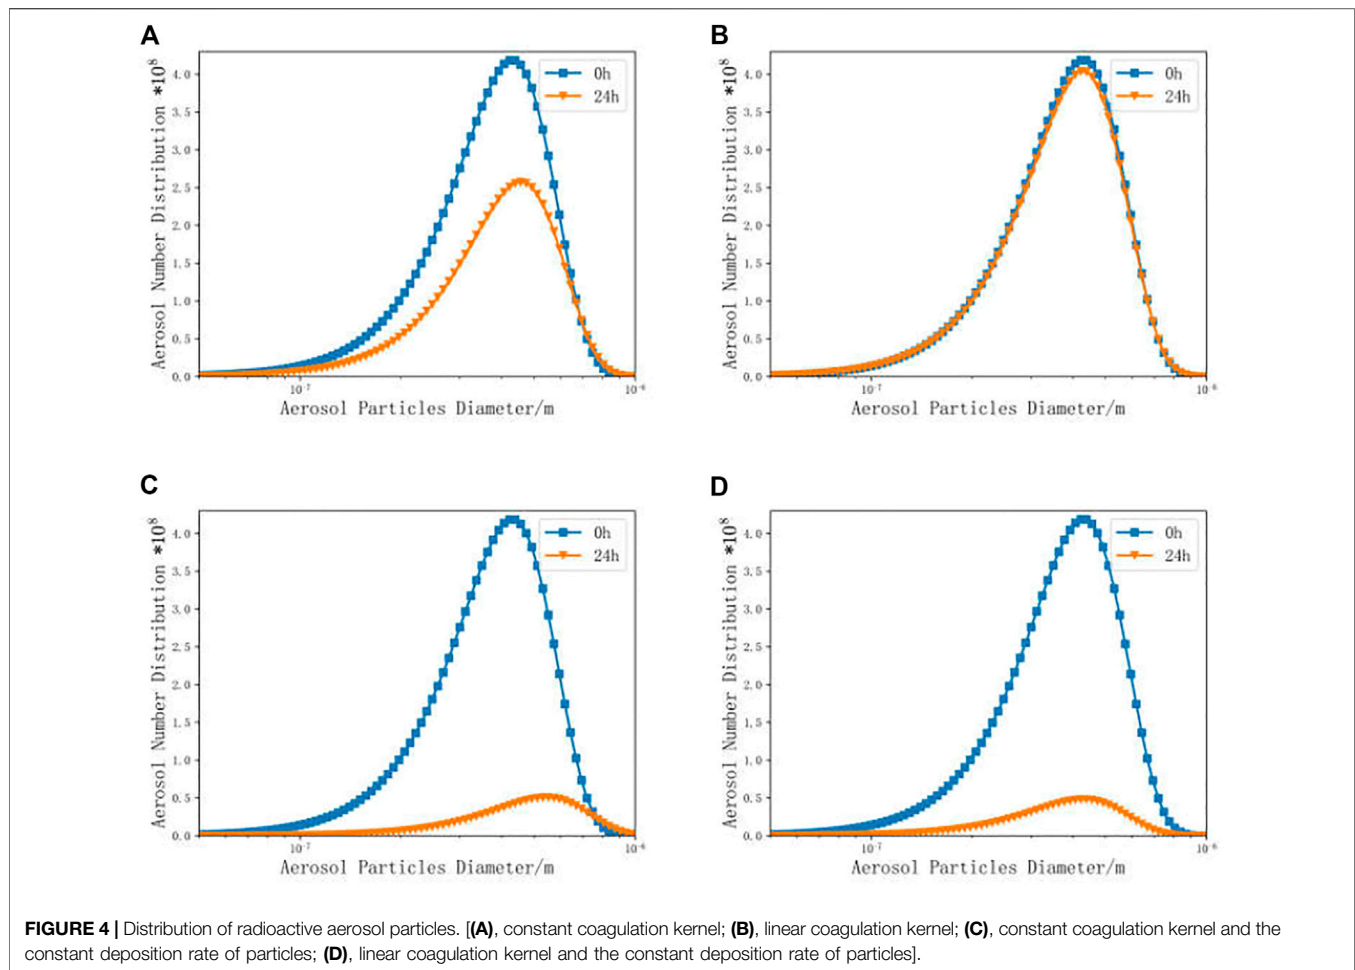 A
Aerosol Number Distribution *10⁸
4.0
3.5
3.0
2.5
2.0
1.5
1.0
0.5
0.0
0h
24h
10⁻⁷
10⁻⁶
Aerosol Particles Diameter/m
B
Aerosol Number Distribution *10⁸
4.0
3.5
3.0
2.5
2.0
1.5
1.0
0.5
0.0
0h
24h
10⁻⁷
10⁻⁶
Aerosol Particles Diameter/m
C
Aerosol Number Distribution *10⁸
4.0
3.5
3.0
2.5
2.0
1.5
1.0
0.5
0.0
0h
24h
10⁻⁷
10⁻⁶
Aerosol Particles Diameter/m
D
Aerosol Number Distribution *10⁸
4.0
3.5
3.0
2.5
2.0
1.5
1.0
0.5
0.0
0h
24h
10⁻⁷
10⁻⁶
Aerosol Particles Diameter/m
FIGURE 4 | Distribution of radioactive aerosol particles. [(A), constant coagulation kernel; (B), linear coagulation kernel; (C), constant coagulation kernel and the
constant deposition rate of particles; (D), linear coagulation kernel and the constant deposition rate of particles].